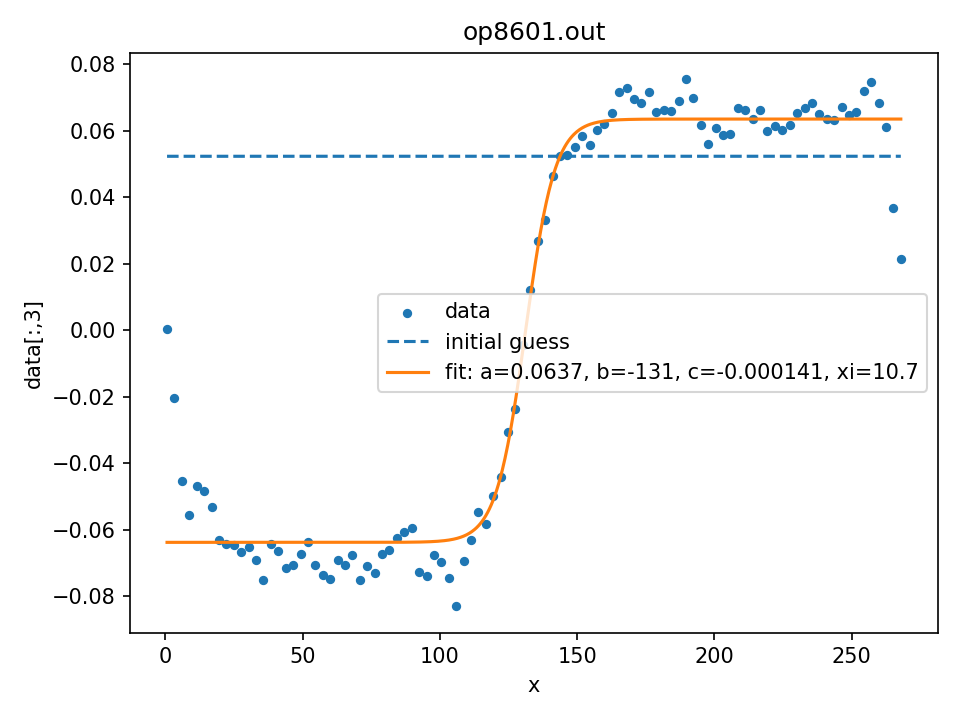 op8601.out
0.08
0.06
0.04
0.02
0.00
−0.02
−0.04
−0.06
−0.08
data[:,3]
data
initial guess
fit: a=0.0637, b=-131, c=-0.000141, xi=10.7
0 50 100 150 200 250
x